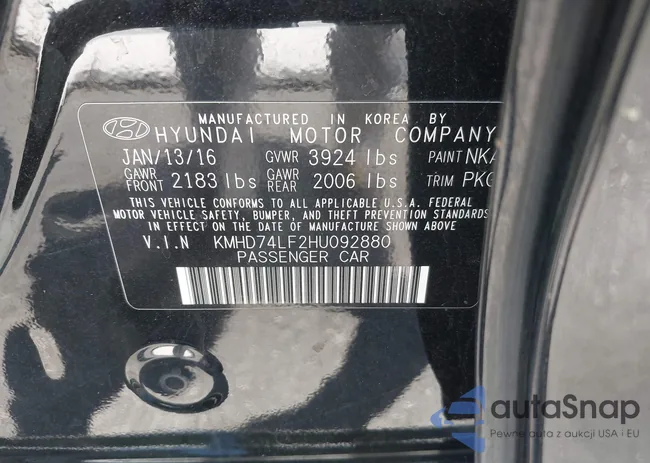 MANUFACTURED IN KOREA BY
HYUNDAI MOTOR COMPANY
JAN/13/16 GVWR 3924 lbs PAINT NKA
GAWR FRONT 2183 lbs GAWR REAR 2006 lbs TRIM PK
THIS VEHICLE CONFORMS TO ALL APPLICABLE U.S.A. FEDERAL
MOTOR VEHICLE SAFETY, BUMPER, AND THEFT PREVENTION STANDARDS
IN EFFECT ON THE DATE OF MANUFACTURE SHOWN ABOVE.
V.I.N KMHD74LF2HU092880
PASSENGER CAR
autaSnap
Pewne auta z aukcji USA i EU